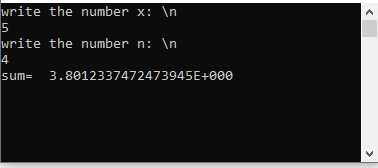 write the number x: \n
5
write the number n: \n
4
sum=  3.8012337472473945E+000